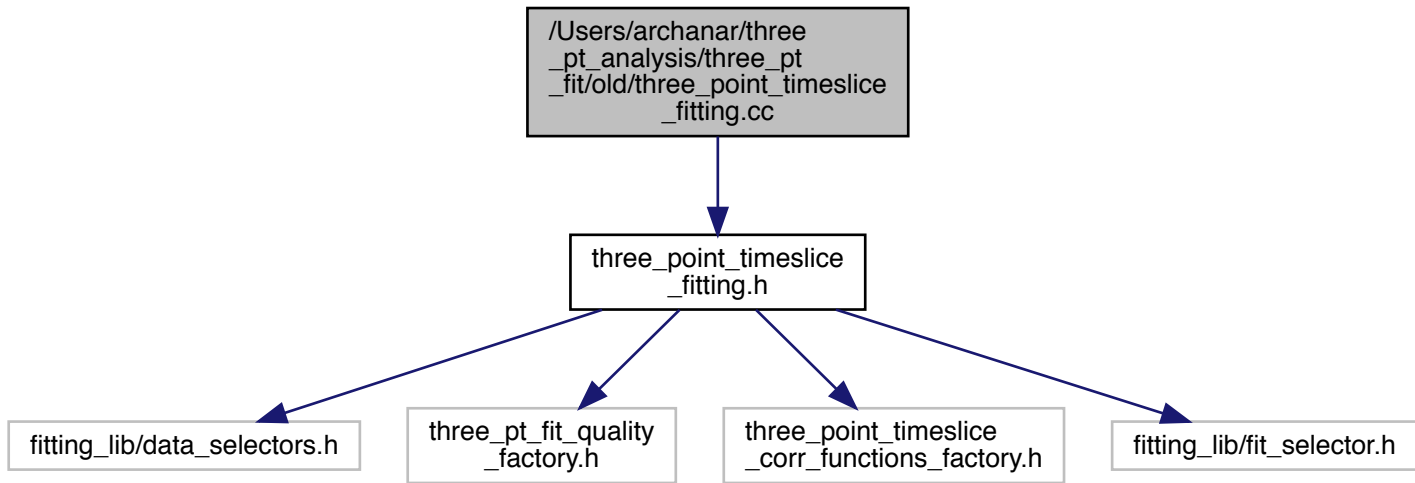 /Users/archanar/three
_pt_analysis/three_pt
_fit/old/three_point_timeslice
_fitting.cc
three_point_timeslice
_fitting.h
fitting_lib/data_selectors.h
three_pt_fit_quality
_factory.h
three_point_timeslice
_corr_functions_factory.h
fitting_lib/fit_selector.h